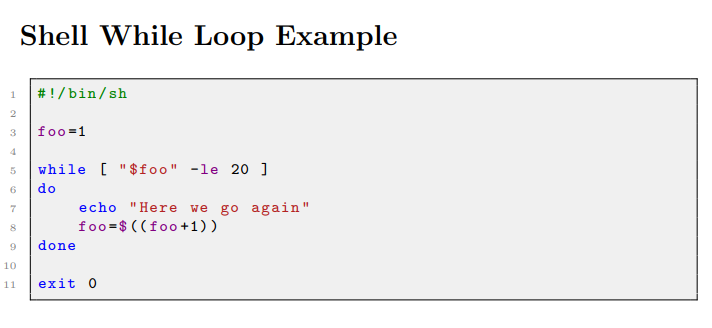 Shell While Loop Example
1 #!/bin/sh
2
3 foo=1
4
5 while [ "$foo" -le 20 ]
6 do
7     echo "Here we go again"
8     foo=$((foo+1))
9 done
10
11 exit 0